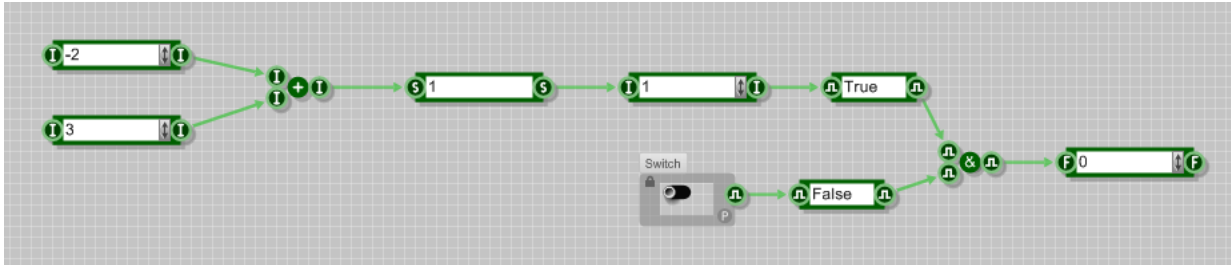 I -2 I
I 3 I
I
I
+ I
S 1 S
I 1 I
True
Switch
P
False
&
F 0 F